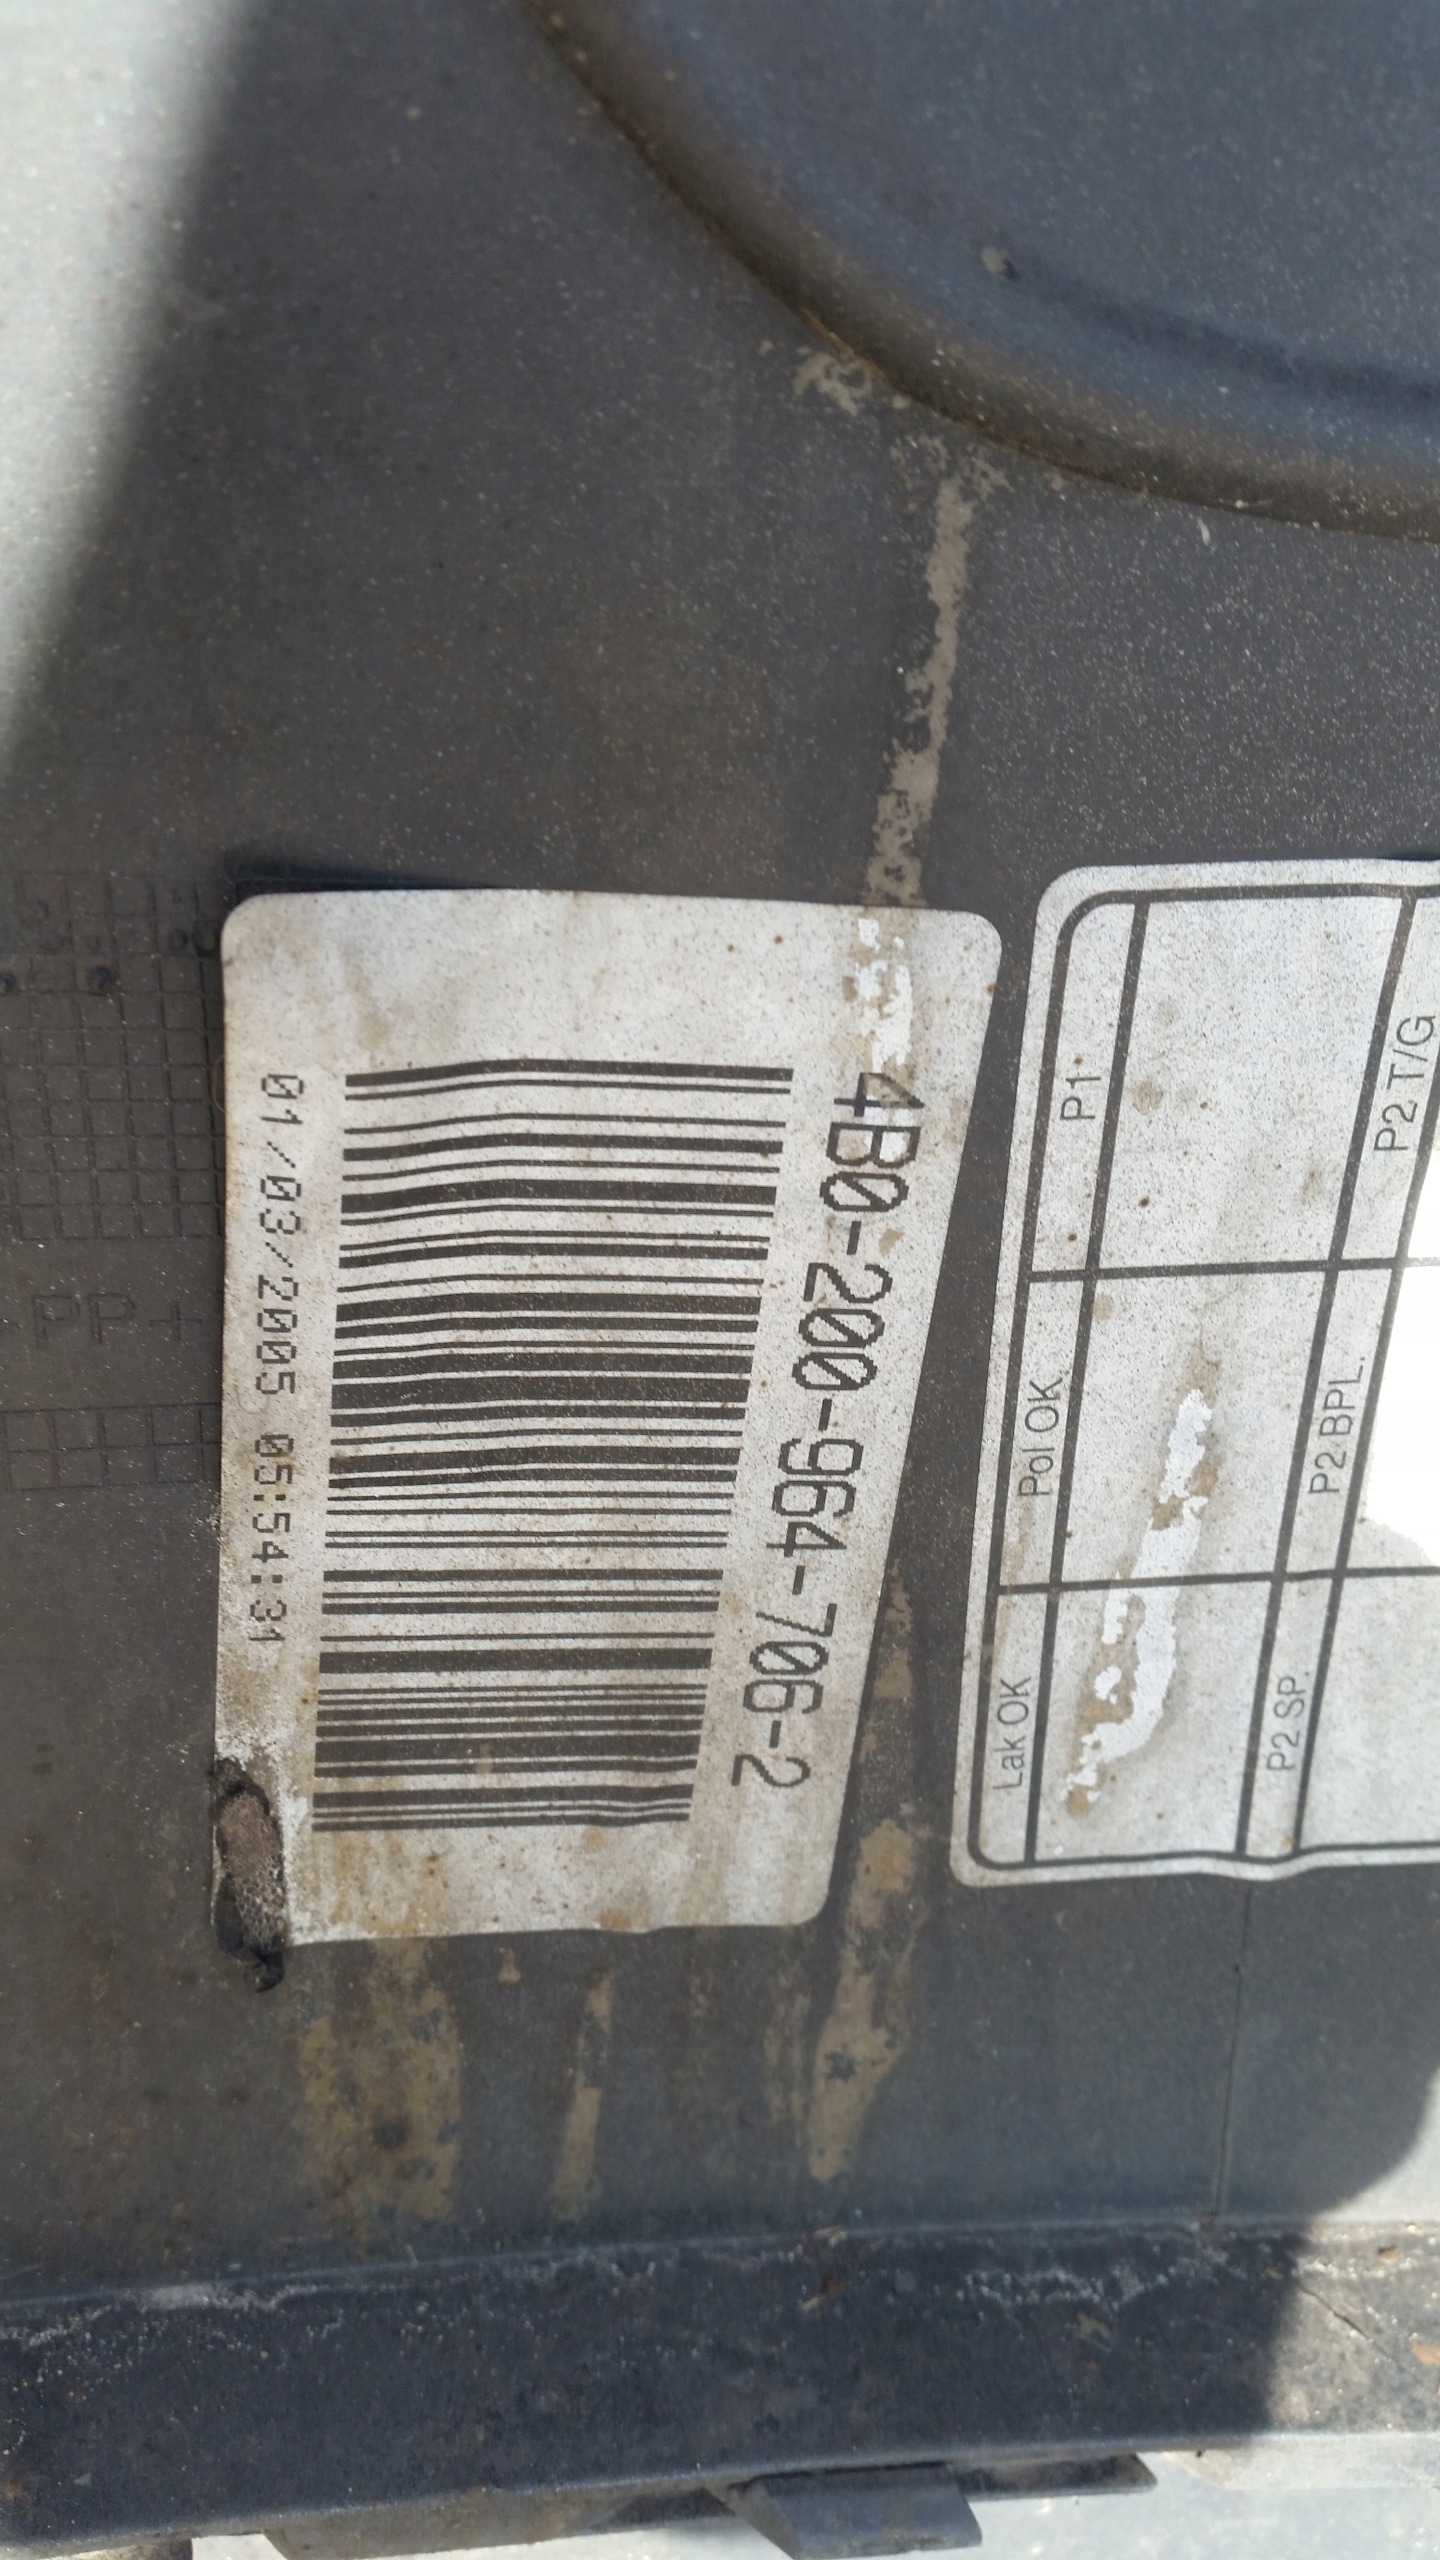 4B0-200-964-706-2
01/03/2005 05:54:31
P1
Pol OK
Lak OK
P2 T/G
P2 BPL.
P2 SP.
PP +